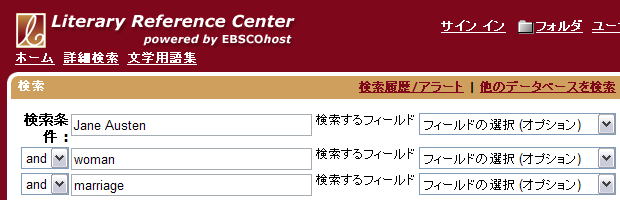 Literary Reference Center
powered by EBSCOhost
サイン イン フォルダ ユー
ホーム 詳細検索 文学用語集
検索 検索履歴/アラート | 他のデータベースを検索
検索条件: Jane Austen 検索するフィールド フィールドの選択 (オプション)
and woman 検索するフィールド フィールドの選択 (オプション)
and marriage 検索するフィールド フィールドの選択 (オプション)